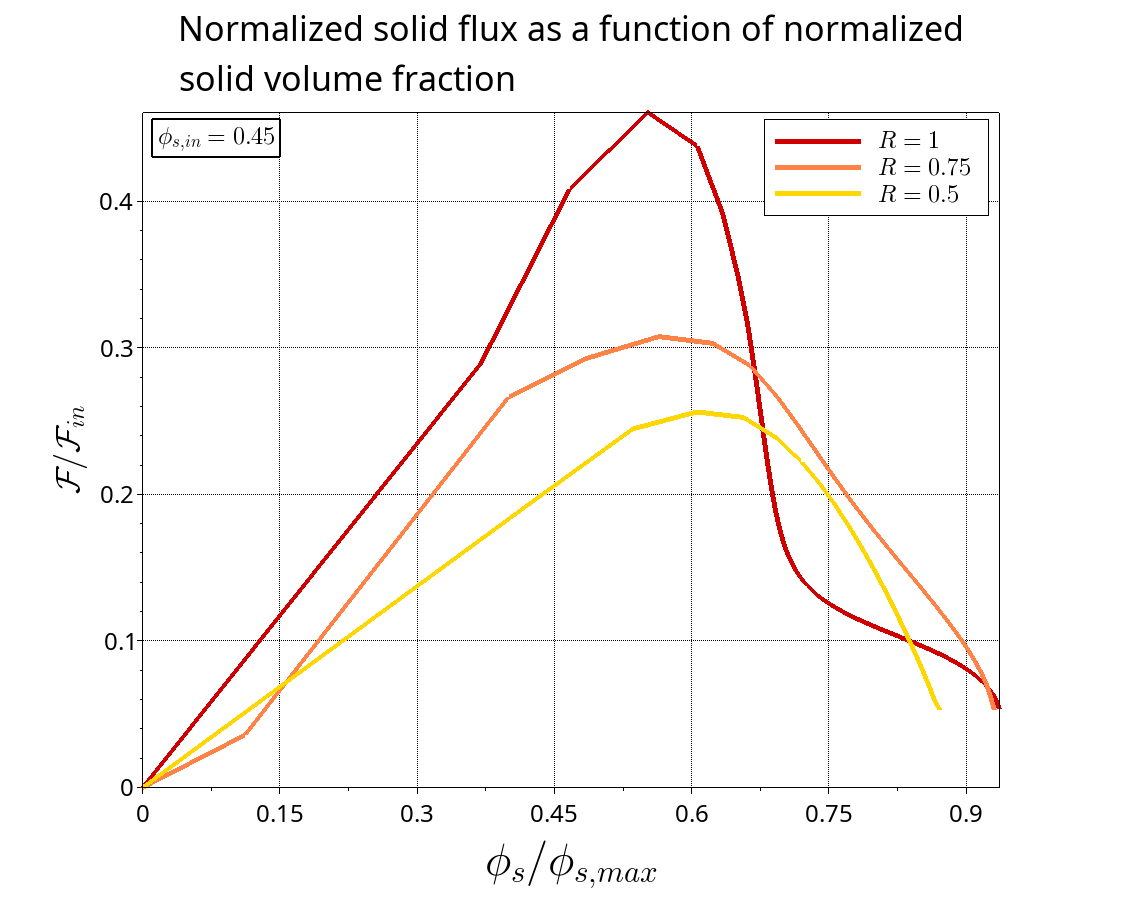 Normalized solid flux as a function of normalized
solid volume fraction
ϕ_{s,in} = 0.45
R = 1
R = 0.75
R = 0.5
0.4
0.3
0.2
0.1
0
ℱ/ℱ_{in}
0 0.15 0.3 0.45 0.6 0.75 0.9
ϕ_s/ϕ_{s,max}